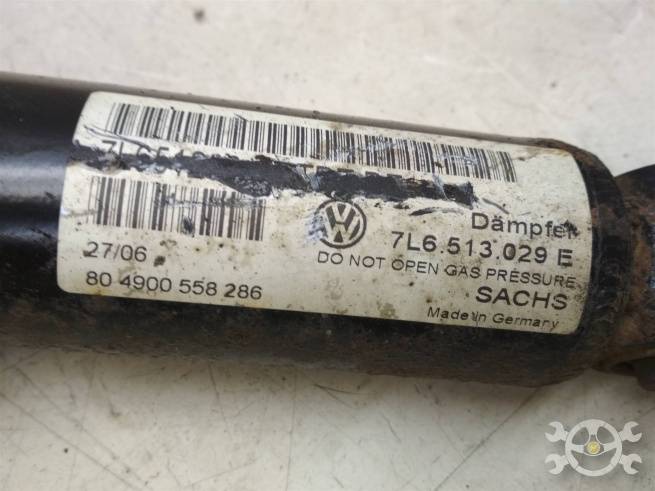 Dämpfer
7L6 513.029 E
DO NOT OPEN GAS PRESSURE
27/06
80 4900 558 286
SACHS
Made in Germany